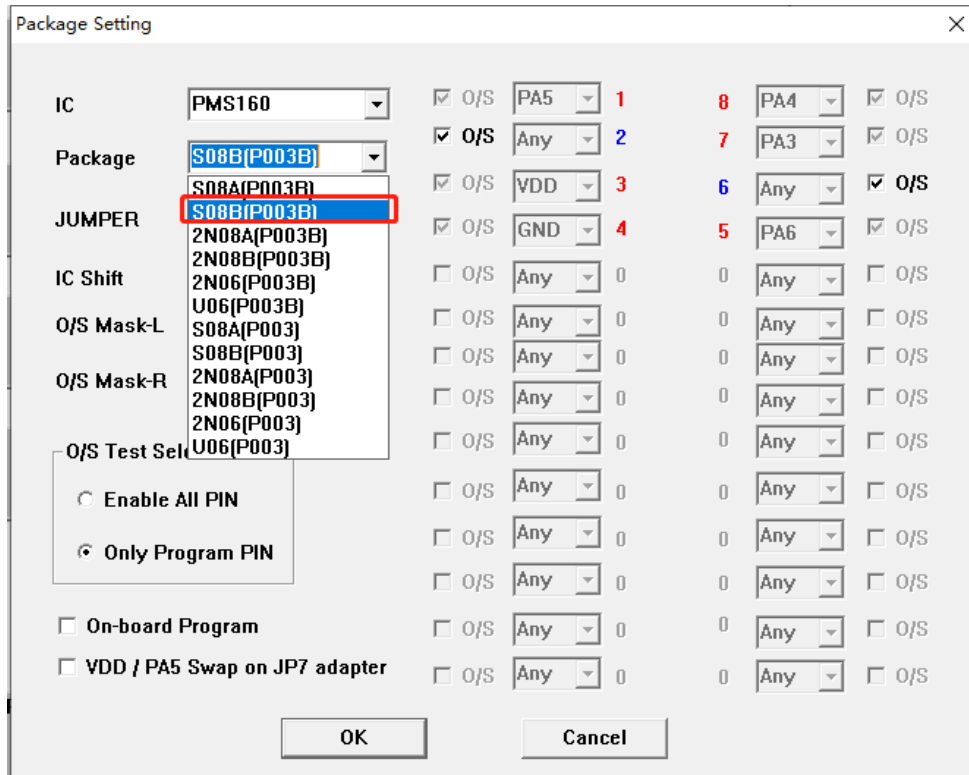 Package Setting
IC PMS160 O/S PA5 1 8 PA4 O/S
O/S Any 2 7 PA3 O/S
Package S08B(P003B)
S08A(P003B) O/S VDD 3 6 Any O/S
JUMPER S08B(P003B) O/S GND 4 5 PA6 O/S
2N08A(P003B)
2N08B(P003B)
IC Shift 2N06(P003B) O/S Any 0 0 Any O/S
U06(P003B)
O/S Mask-L S08A(P003) O/S Any 0 0 Any O/S
S08B(P003) O/S Any 0 0 Any O/S
O/S Mask-R 2N08A(P003)
2N08B(P003) O/S Any 0 0 Any O/S
2N06(P003)
O/S Test Sel U06(P003) O/S Any 0 0 Any O/S
Enable All PIN O/S Any 0 0 Any O/S
Only Program PIN O/S Any 0 0 Any O/S
O/S Any 0 0 Any O/S
On-board Program O/S Any 0 0 Any O/S
VDD / PA5 Swap on JP7 adapter O/S Any 0 0 Any O/S
OK Cancel